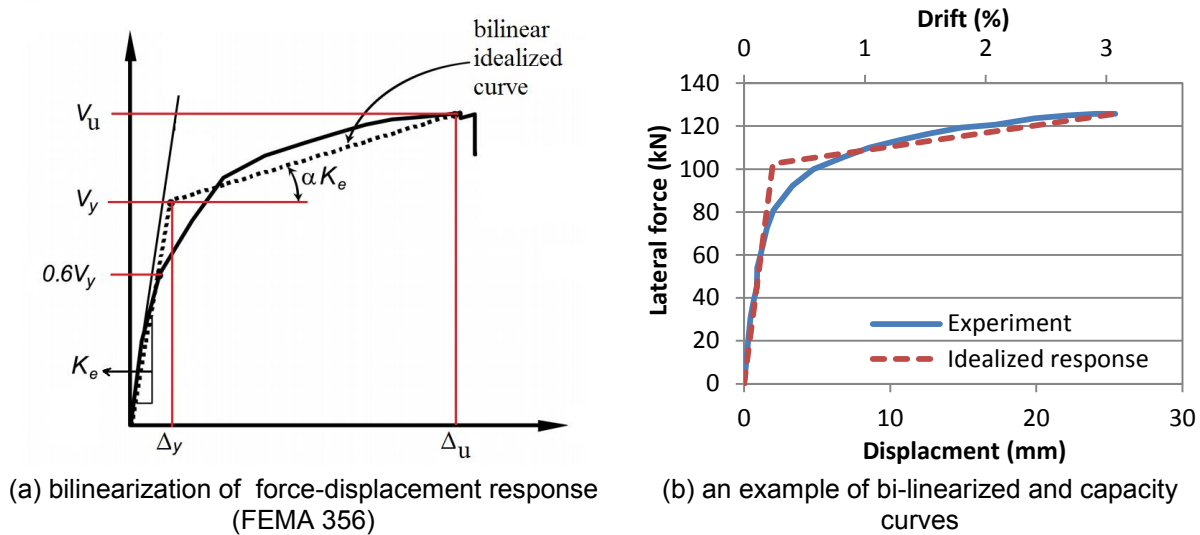 bilinear
idealized
curve
Vu
Vy
αKe
0.6Vy
Ke
Δy
Δu
(a) bilinearization of force-displacement response
(FEMA 356)
Drift (%)
0 1 2 3
140
120
100
80
60
40
20
0
Lateral force (kN)
Experiment
Idealized response
0 10 20 30
Displacment (mm)
(b) an example of bi-linearized and capacity
curves